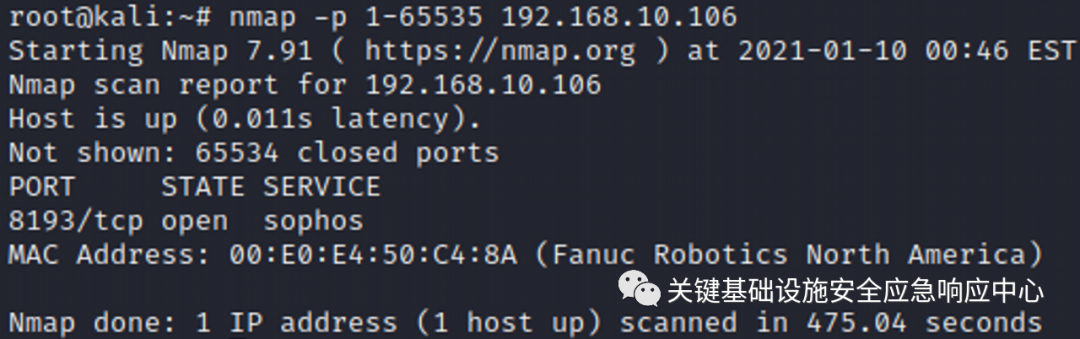 root@kali:~# nmap -p 1-65535 192.168.10.106
Starting Nmap 7.91 ( https://nmap.org ) at 2021-01-10 00:46 EST
Nmap scan report for 192.168.10.106
Host is up (0.011s latency).
Not shown: 65534 closed ports
PORT     STATE SERVICE
8193/tcp open  sophos
MAC Address: 00:E0:E4:50:C4:8A (Fanuc Robotics North America)
关键基础设施安全应急响应中心
Nmap done: 1 IP address (1 host up) scanned in 475.04 seconds